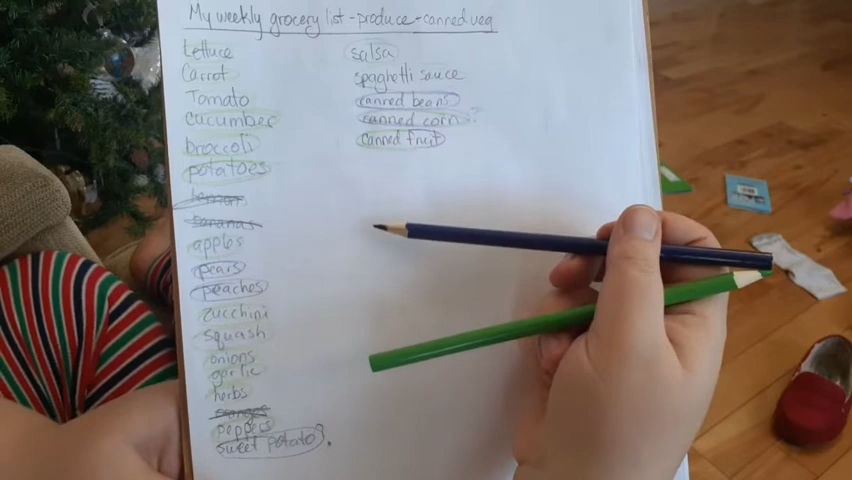 My weekly grocery list - produce - canned veg
Lettuce
Carrot
Tomato
cucumber
broccoli
potatoes
lemon
bananas
apples
pears
peaches
zucchini
squash
onions
garlic
herbs
oranges
peppers
sweet potato?.
salsa
spaghetti sauce
canned beans
canned corn?
canned fruit